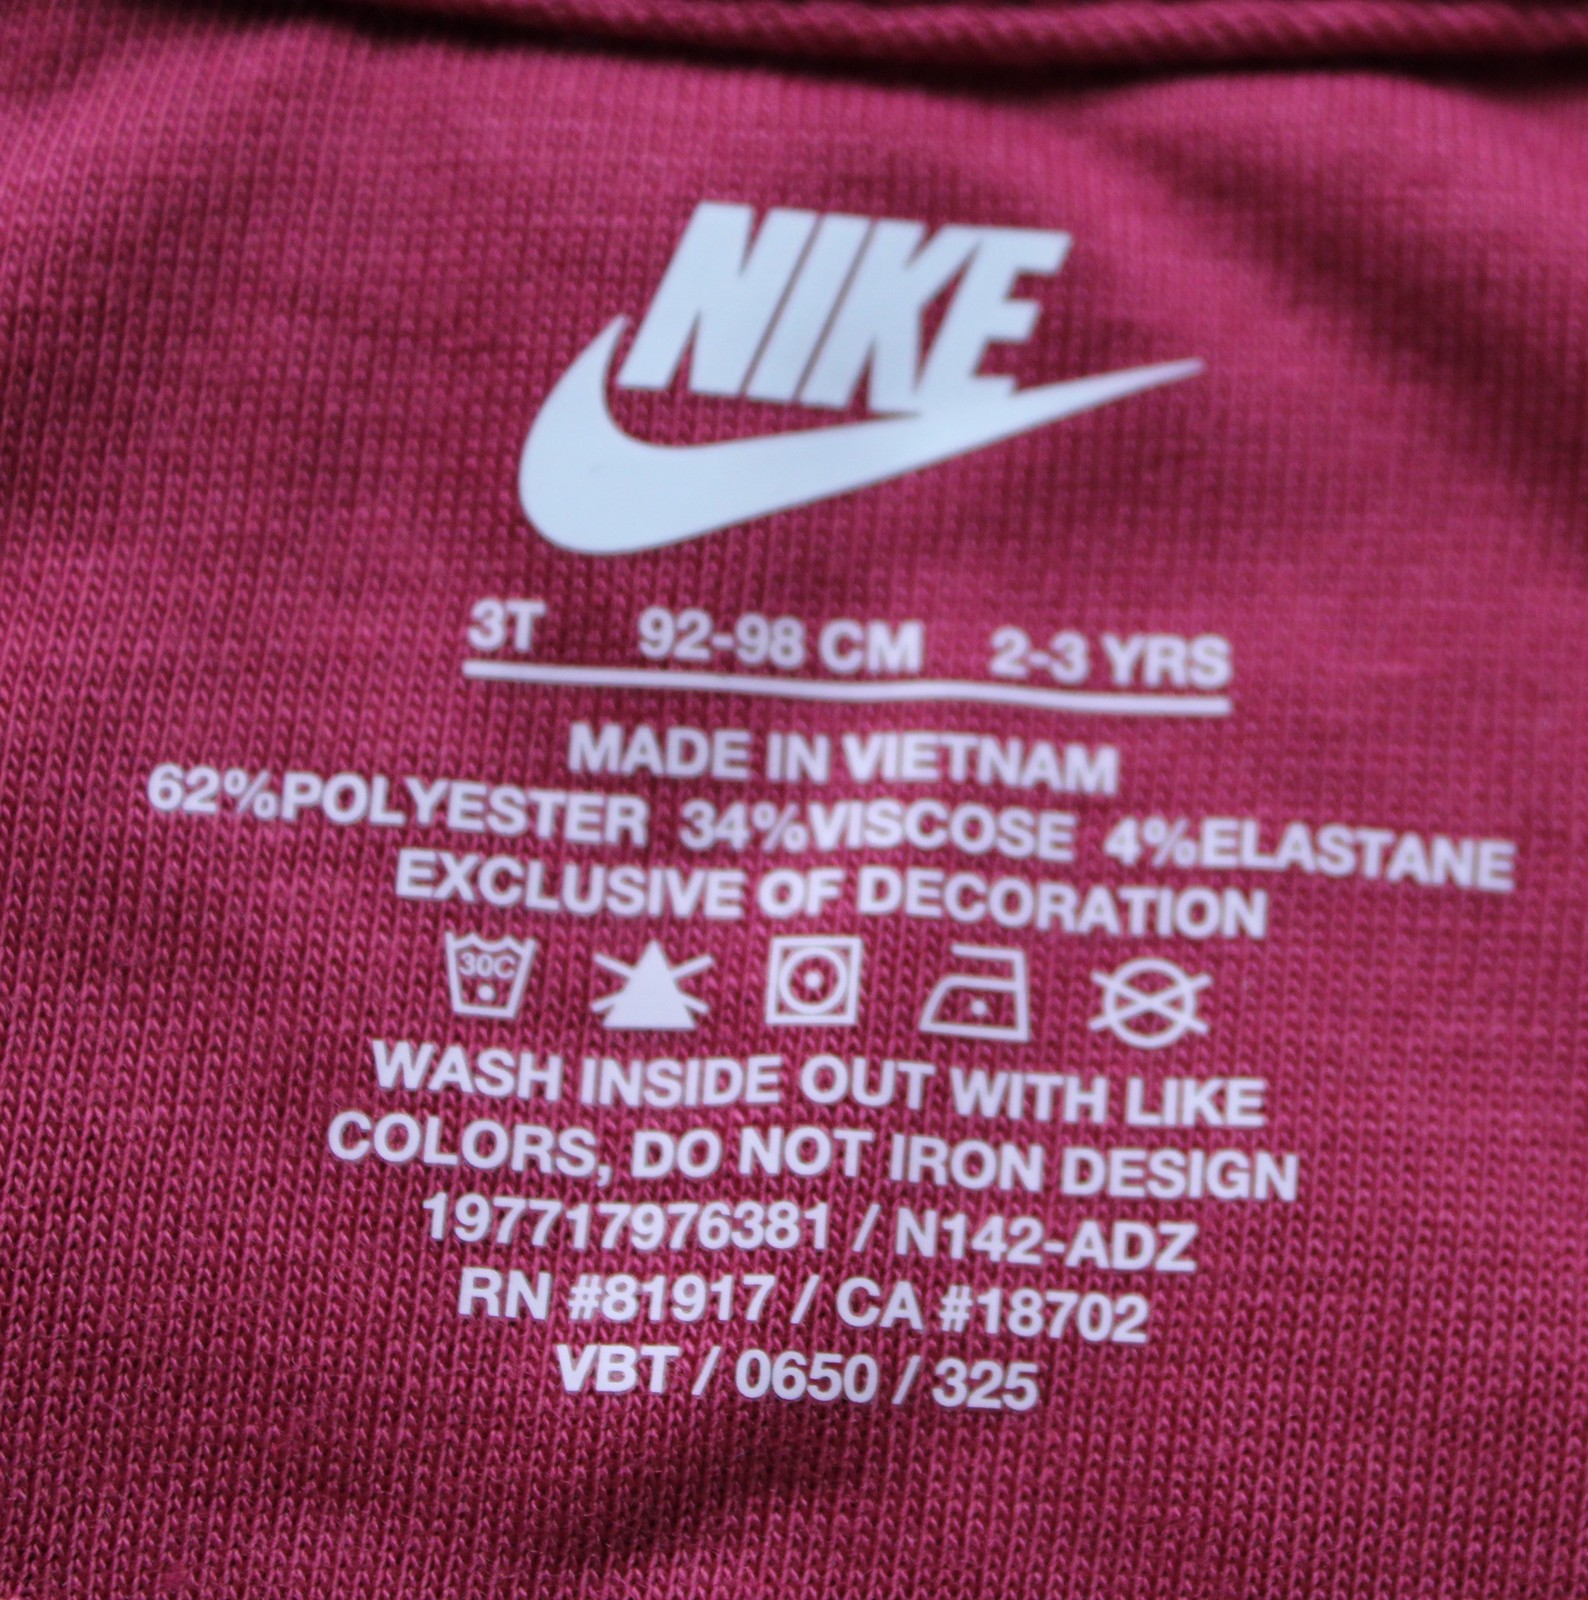 NIKE
3T 92-98 CM 2-3 YRS
MADE IN VIETNAM
62%POLYESTER 34%VISCOSE 4%ELASTANE
EXCLUSIVE OF DECORATION
30C
WASH INSIDE OUT WITH LIKE
COLORS, DO NOT IRON DESIGN
197717976381 / N142-ADZ
RN #81917 / CA #18702
VBT / 0650 / 325